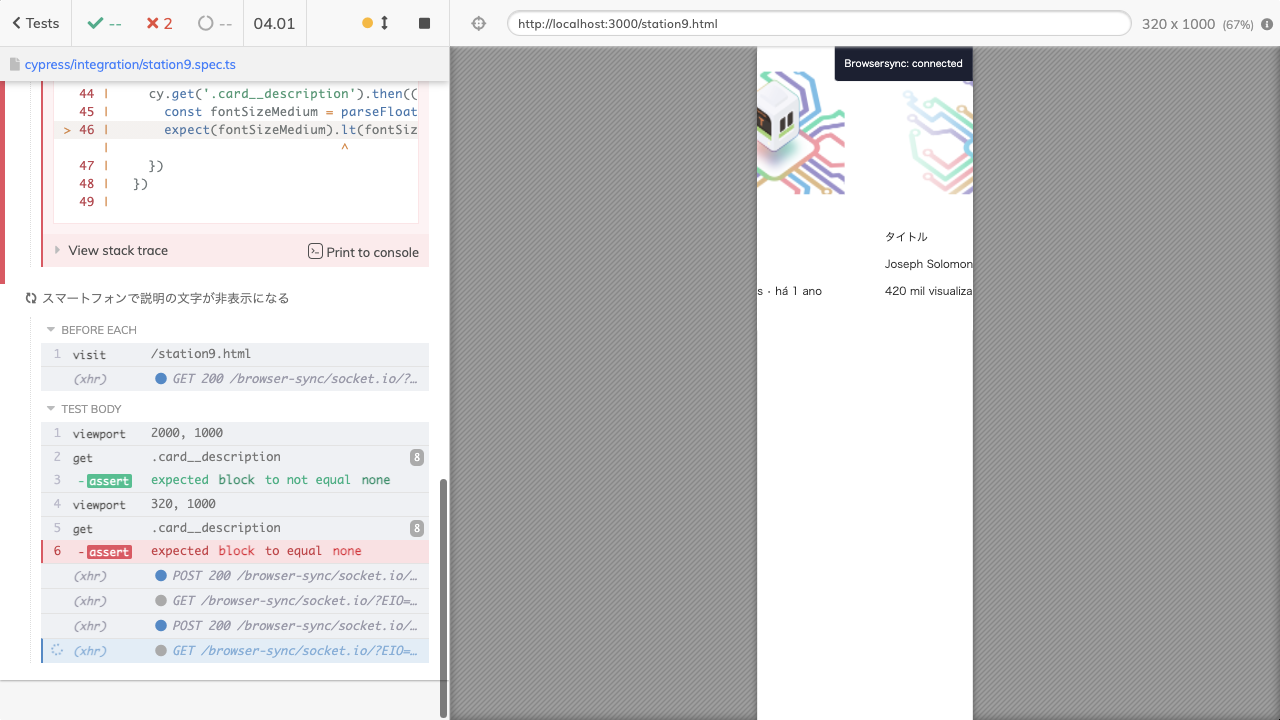 Tests
--
2
--
04.01
cypress/integration/station9.spec.ts
44 | cy.get('.card__description').then((
45 | const fontSizeMedium = parseFloat
> 46 | expect(fontSizeMedium).lt(fontSiz
| ^
47 | })
48 | })
49 |
View stack trace
Print to console
スマートフォンで説明の文字が非表示になる
BEFORE EACH
1 visit /station9.html
(xhr) GET 200 /browser-sync/socket.io/?…
TEST BODY
1 viewport 2000, 1000
2 get .card__description 8
3 -assert expected block to not equal none
4 viewport 320, 1000
5 get .card__description 8
6 -assert expected block to equal none
(xhr) POST 200 /browser-sync/socket.io/…
(xhr) GET /browser-sync/socket.io/?EIO=…
(xhr) POST 200 /browser-sync/socket.io/…
(xhr) GET /browser-sync/socket.io/?EIO=…
http://localhost:3000/station9.html
320 x 1000 (67%)
Browsersync: connected
タイトル
Joseph Solomon
s · há 1 ano
420 mil visualiza